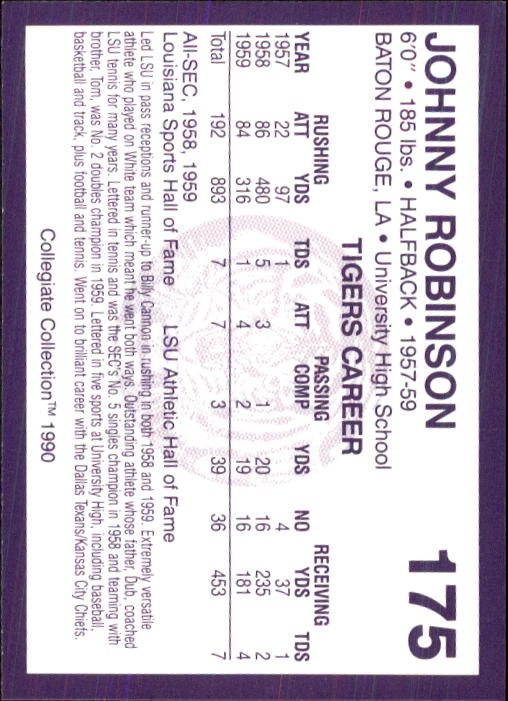 JOHNNY ROBINSON 175
6'0" • 185 lbs. • HALFBACK • 1957-59
BATON ROUGE, LA • University High School
TIGERS CAREER
RUSHING PASSING RECEIVING
YEAR ATT YDS TDS ATT COMP YDS NO YDS TDS
1957 22 97 1 4 37 1
1958 86 480 5 3 1 20 16 235 2
1959 84 316 1 4 2 19 16 181 4
Total 192 893 7 7 3 39 36 453 7
All-SEC, 1958, 1959
Louisiana Sports Hall of Fame LSU Athletic Hall of Fame
Led LSU in pass receptions and runner-up to Billy Cannon in rushing in both 1958 and 1959. Extremely versatile
athlete who played on White team which meant he went both ways. Outstanding athlete whose father, Dub, coached
LSU tennis for many years. Lettered in tennis and was the SEC's No. 5 singles champion in 1958 and teaming with
brother, Tom, was No. 2 doubles champion in 1959. Lettered in five sports at University High, including baseball,
basketball and track, plus football and tennis. Went on to brilliant career with the Dallas Texans/Kansas City Chiefs.
Collegiate Collection™ 1990